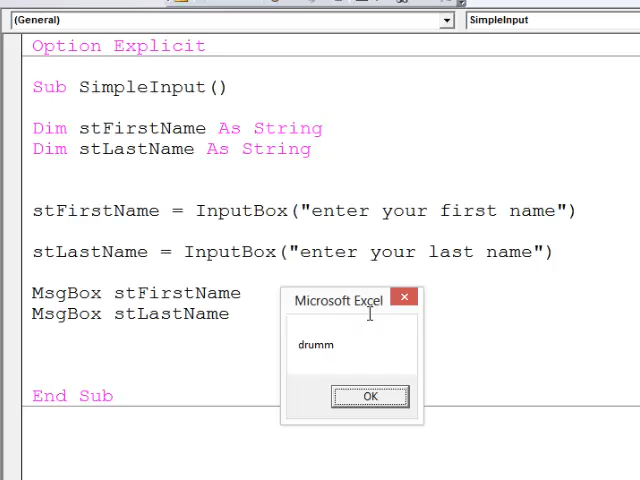 (General)
SimpleInput
Option Explicit
Sub SimpleInput()
Dim stFirstName As String
Dim stLastName As String
stFirstName = InputBox("enter your first name")
stLastName = InputBox("enter your last name")
MsgBox stFirstName
MsgBox stLastName
Microsoft Excel
drumm
OK
End Sub